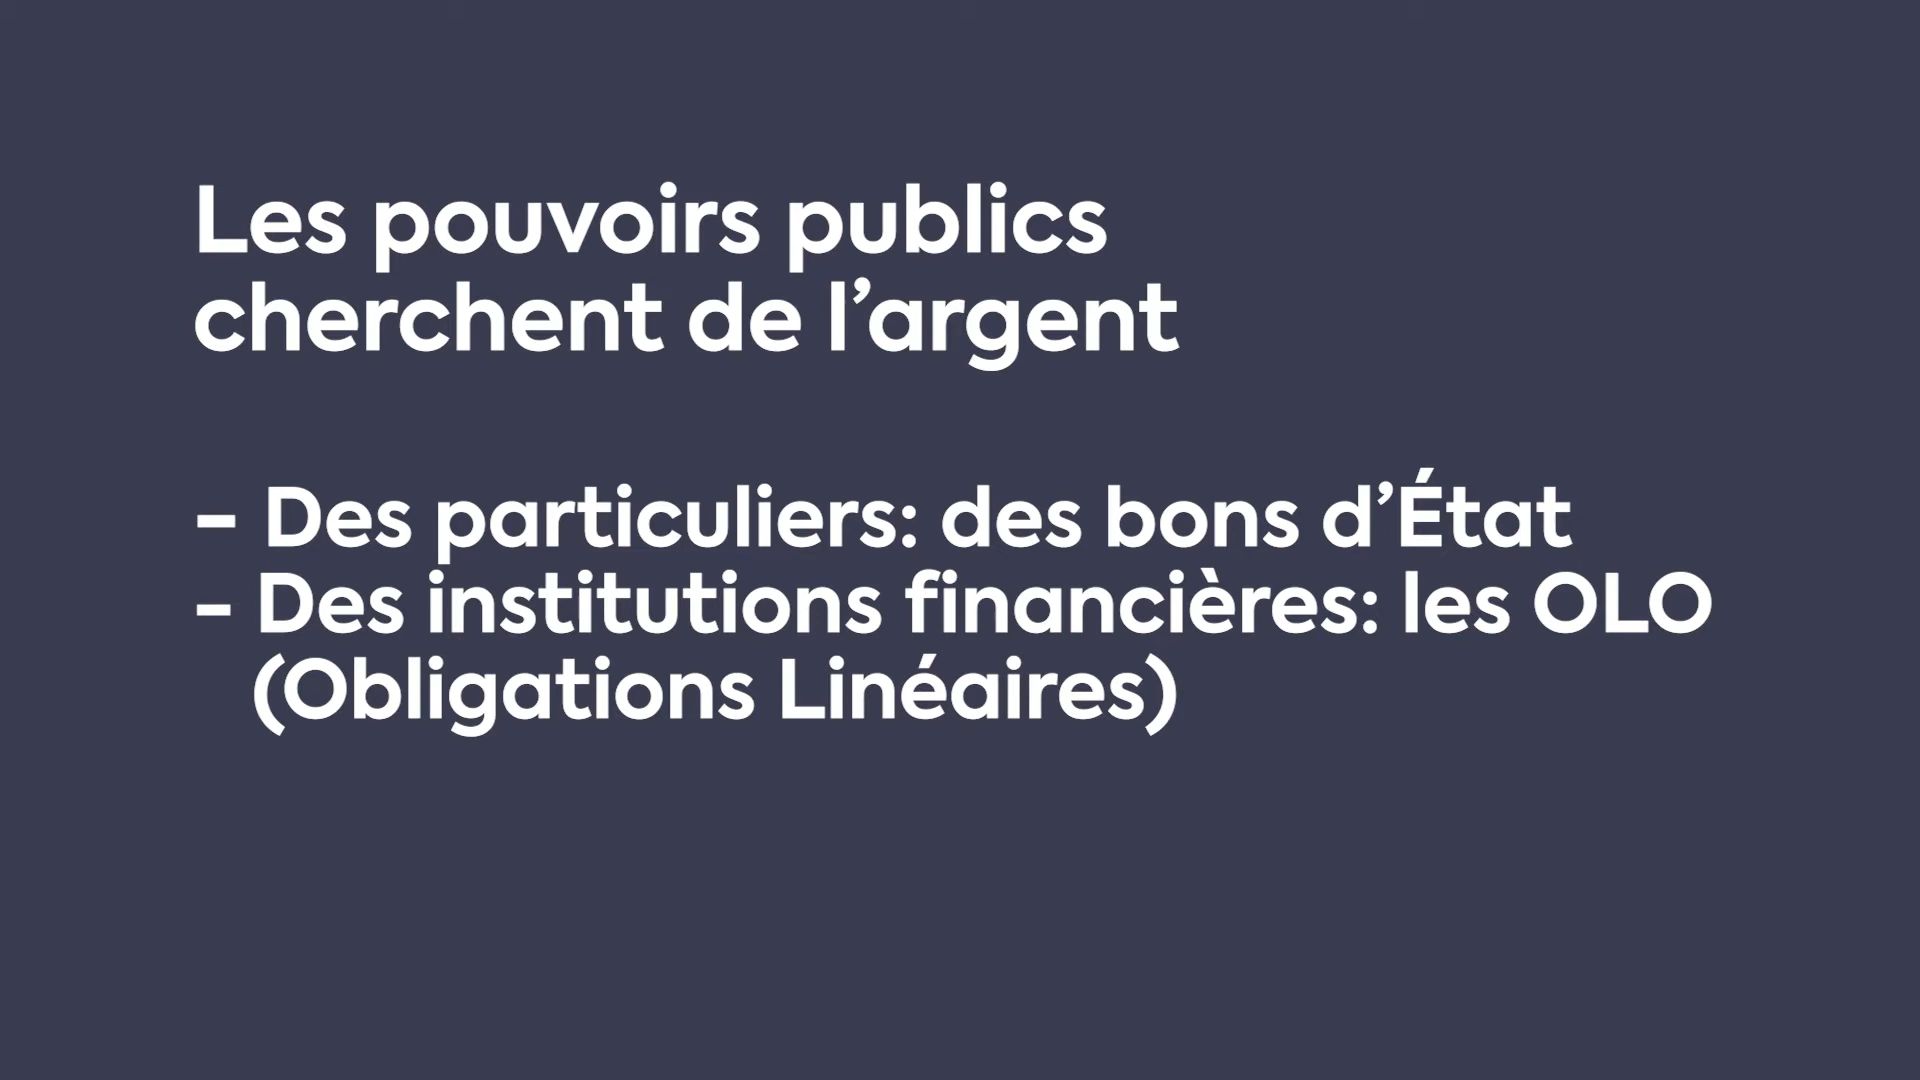 Les pouvoirs publics
cherchent de l’argent
- Des particuliers: des bons d’État
- Des institutions financières: les OLO
(Obligations Linéaires)